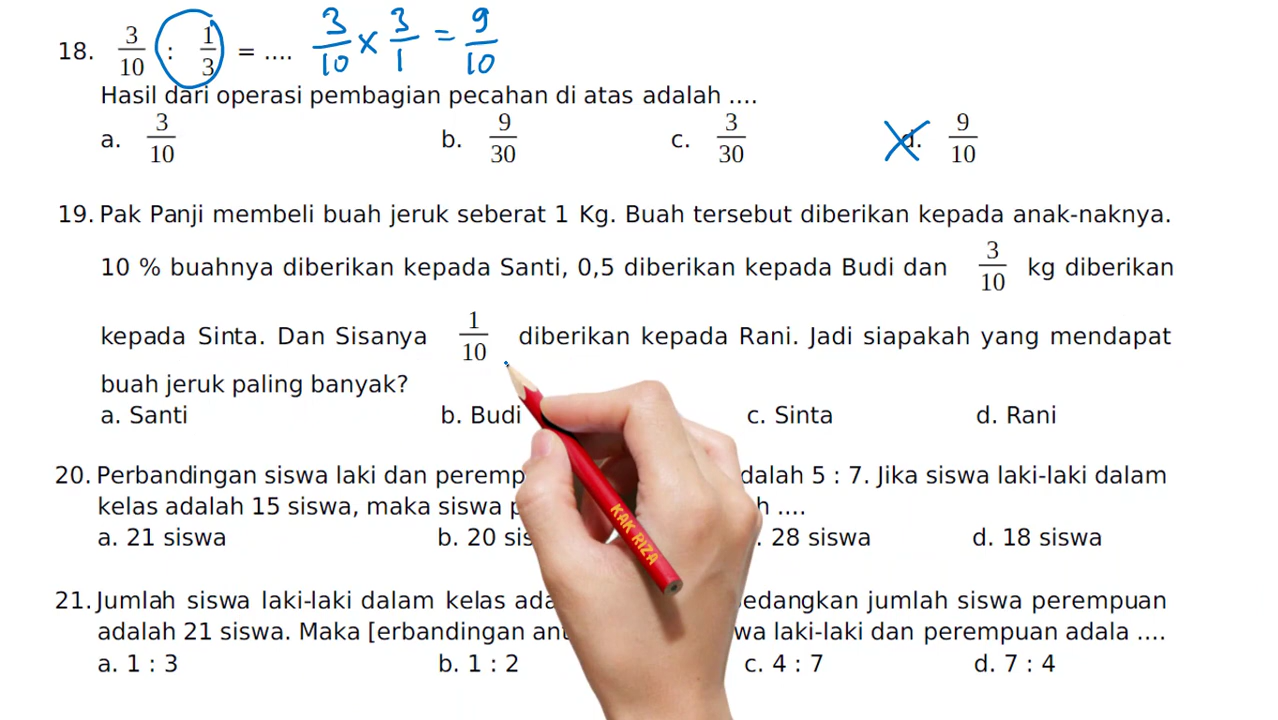 18. 3/10 : 1/3 = .... 3/10 x 3/1 = 9/10
Hasil dari operasi pembagian pecahan di atas adalah ....
a. 3/10 b. 9/30 c. 3/30 d. 9/10
19. Pak Panji membeli buah jeruk seberat 1 Kg. Buah tersebut diberikan kepada anak-naknya.
10 % buahnya diberikan kepada Santi, 0,5 diberikan kepada Budi dan 3/10 kg diberikan
kepada Sinta. Dan Sisanya 1/10 diberikan kepada Rani. Jadi siapakah yang mendapat
buah jeruk paling banyak?
a. Santi b. Budi c. Sinta d. Rani
20. Perbandingan siswa laki dan 5 : 7. Jika siswa laki-laki dalam
kelas adalah 15 siswa, maka siswa ....
a. 21 siswa b. 20 28 siswa d. 18 siswa
21. Jumlah siswa laki-laki dalam kelas jumlah siswa perempuan
adalah 21 siswa. Maka [erbandingan laki-laki dan perempuan adala ....
a. 1 : 3 b. 1 : 2 c. 4 : 7 d. 7 : 4
KAK RIZA